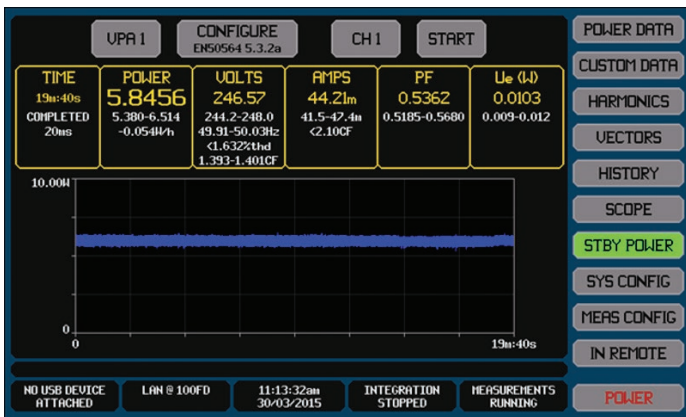 VPA 1
CONFIGURE
EN50564 5.3.2a
CH 1
START
TIME
19m:40s
COMPLETED
20ms
POWER
5.8456
5.380-6.514
-0.054W/h
VOLTS
246.57
244.2-248.0
49.91-50.03Hz
<1.632%thd
1.393-1.401CF
AMPS
44.21m
41.5-47.4m
<2.10CF
PF
0.5362
0.5185-0.5680
Ue (W)
0.0103
0.009-0.012
10.00W
0
0
19m:40s
NO USB DEVICE
ATTACHED
LAN @ 100FD
11:13:32am
30/03/2015
INTEGRATION
STOPPED
MEASUREMENTS
RUNNING
POWER DATA
CUSTOM DATA
HARMONICS
VECTORS
HISTORY
SCOPE
STBY POWER
SYS CONFIG
MEAS CONFIG
IN REMOTE
POWER